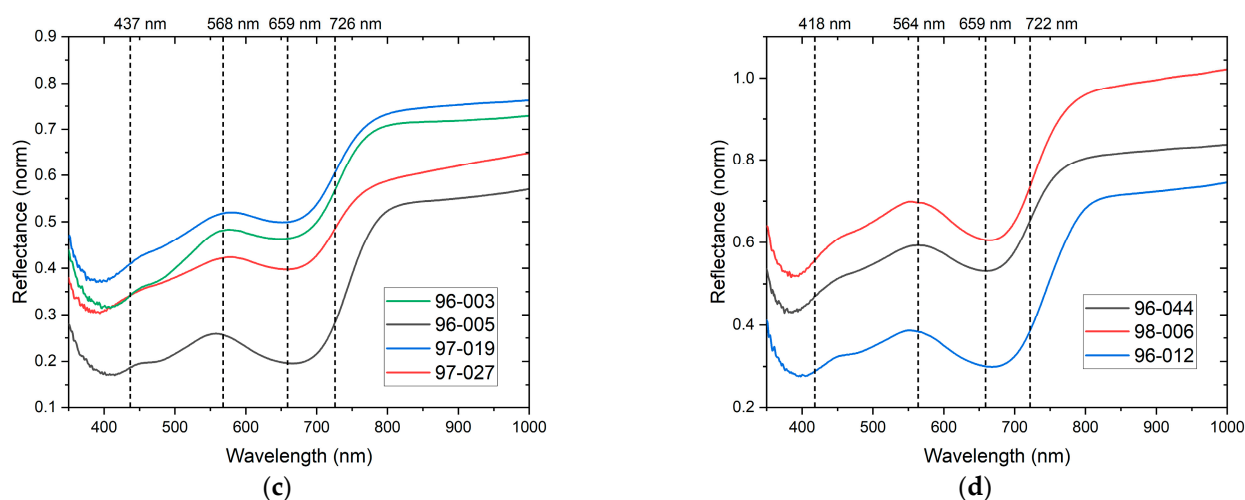 437 nm 568 nm 659 nm 726 nm
0.9
0.8
0.7
0.6
0.5
0.4
0.3
0.2
0.1
Reflectance (norm)
96-003
96-005
97-019
97-027
400 500 600 700 800 900 1000
Wavelength (nm)
(c)
418 nm 564 nm 659 nm 722 nm
1.0
0.8
0.6
0.4
0.2
Reflectance (norm)
96-044
98-006
96-012
400 500 600 700 800 900 1000
Wavelength (nm)
(d)